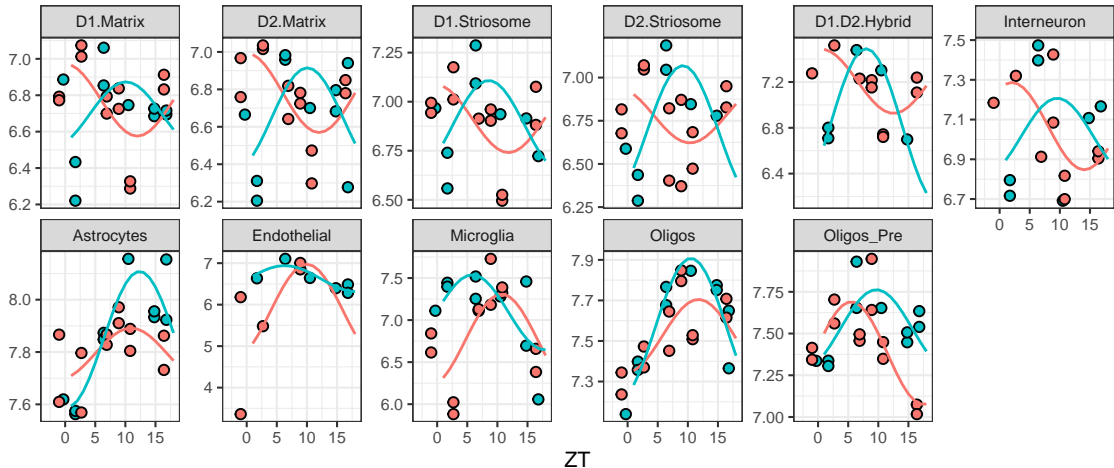 D1.Matrix D2.Matrix D1.Striosome D2.Striosome D1.D2.Hybrid Interneuron
7.0 6.8 6.6 6.4 6.2
7.0 6.8 6.6 6.4 6.2
7.25 7.00 6.75 6.50
7.00 6.75 6.50 6.25
7.2 6.8 6.4
7.5 7.3 7.1 6.9 6.7
Astrocytes Endothelial Microglia Oligos Oligos_Pre
8.0 7.8 7.6
7 6 5 4
7.5 7.0 6.5 6.0
7.9 7.7 7.5 7.3
7.75 7.50 7.25 7.00
0 5 10 15
0 5 10 15
0 5 10 15
0 5 10 15
0 5 10 15
0 5 10 15
ZT